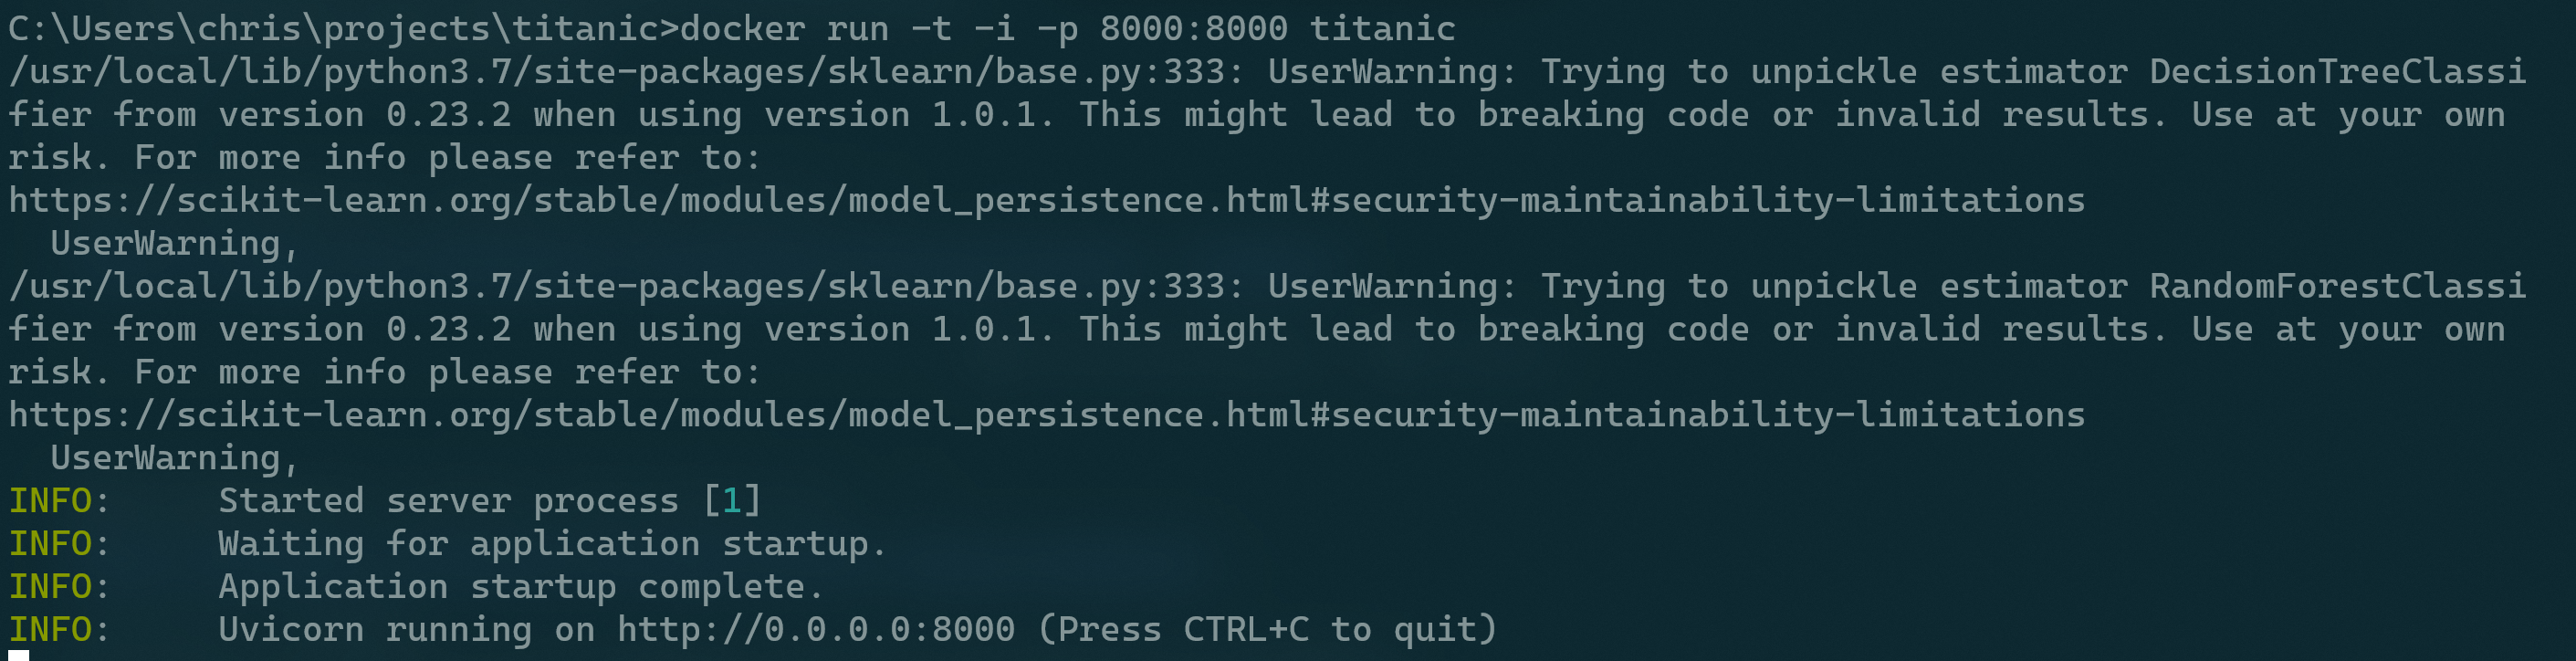 C:\Users\chris\projects\titanic>docker run -t -i -p 8000:8000 titanic
/usr/local/lib/python3.7/site-packages/sklearn/base.py:333: UserWarning: Trying to unpickle estimator DecisionTreeClassi
fier from version 0.23.2 when using version 1.0.1. This might lead to breaking code or invalid results. Use at your own
risk. For more info please refer to:
https://scikit-learn.org/stable/modules/model_persistence.html#security-maintainability-limitations
  UserWarning,
/usr/local/lib/python3.7/site-packages/sklearn/base.py:333: UserWarning: Trying to unpickle estimator RandomForestClassi
fier from version 0.23.2 when using version 1.0.1. This might lead to breaking code or invalid results. Use at your own
risk. For more info please refer to:
https://scikit-learn.org/stable/modules/model_persistence.html#security-maintainability-limitations
  UserWarning,
INFO:     Started server process [1]
INFO:     Waiting for application startup.
INFO:     Application startup complete.
INFO:     Uvicorn running on http://0.0.0.0:8000 (Press CTRL+C to quit)